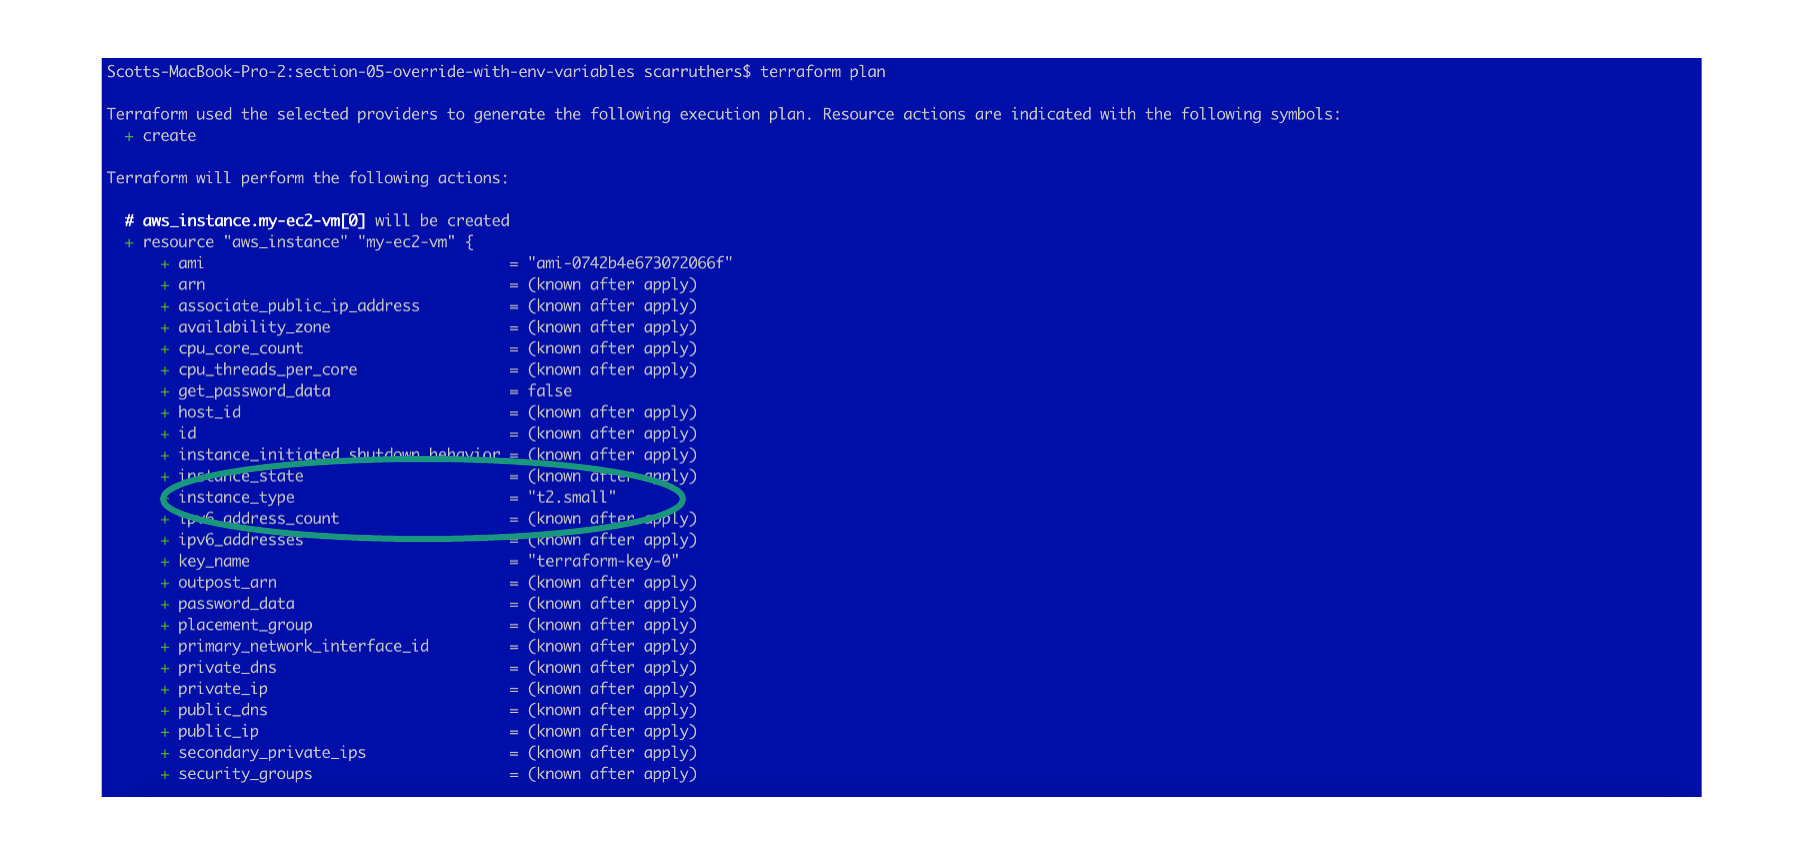 Scotts-MacBook-Pro-2:section-05-override-with-env-variables scarruthers$ terraform plan
Terraform used the selected providers to generate the following execution plan. Resource actions are indicated with the following symbols:
+ create
Terraform will perform the following actions:
# aws_instance.my-ec2-vm[0] will be created
+ resource "aws_instance" "my-ec2-vm" {
+ ami = "ami-0742b4e673072066f"
+ arn = (known after apply)
+ associate_public_ip_address = (known after apply)
+ availability_zone = (known after apply)
+ cpu_core_count = (known after apply)
+ cpu_threads_per_core = (known after apply)
+ get_password_data = false
+ host_id = (known after apply)
+ id = (known after apply)
+ instance_initiated_shutdown_behavior = (known after apply)
+ instance_state = (known after apply)
+ instance_type = "t2.small"
+ ipv6_address_count = (known after apply)
+ ipv6_addresses = (known after apply)
+ key_name = "terraform-key-0"
+ outpost_arn = (known after apply)
+ password_data = (known after apply)
+ placement_group = (known after apply)
+ primary_network_interface_id = (known after apply)
+ private_dns = (known after apply)
+ private_ip = (known after apply)
+ public_dns = (known after apply)
+ public_ip = (known after apply)
+ secondary_private_ips = (known after apply)
+ security_groups = (known after apply)